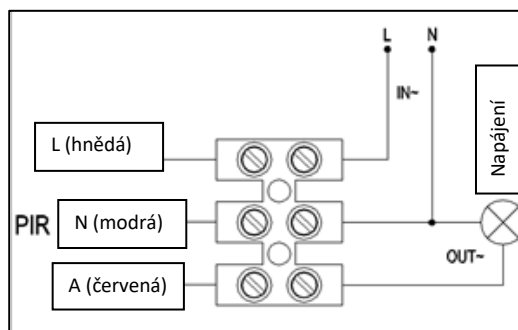 L N
IN~
Napájení
L (hnědá)
PIR N (modrá)
OUT~
A (červená)